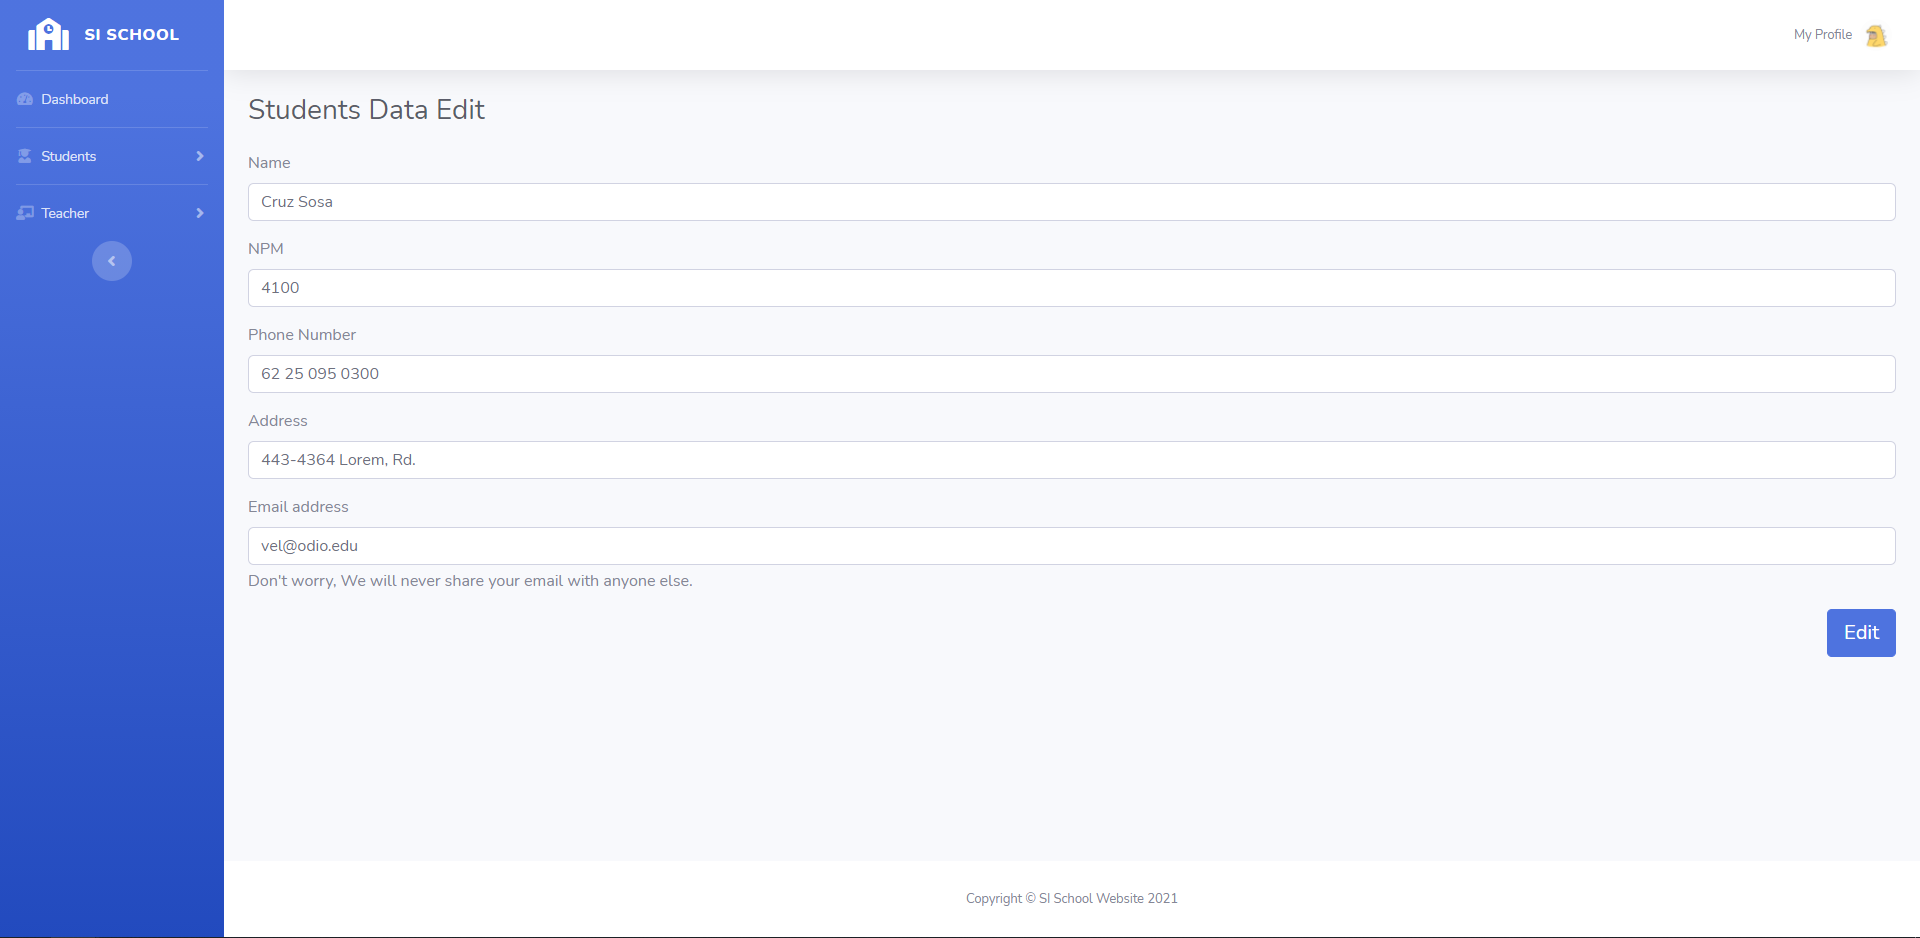 SI SCHOOL
My Profile
Dashboard
Students
Teacher
Students Data Edit
Name
Cruz Sosa
NPM
4100
Phone Number
62 25 095 0300
Address
443-4364 Lorem, Rd.
Email address
vel@odio.edu
Don't worry, We will never share your email with anyone else.
Edit
Copyright © SI School Website 2021